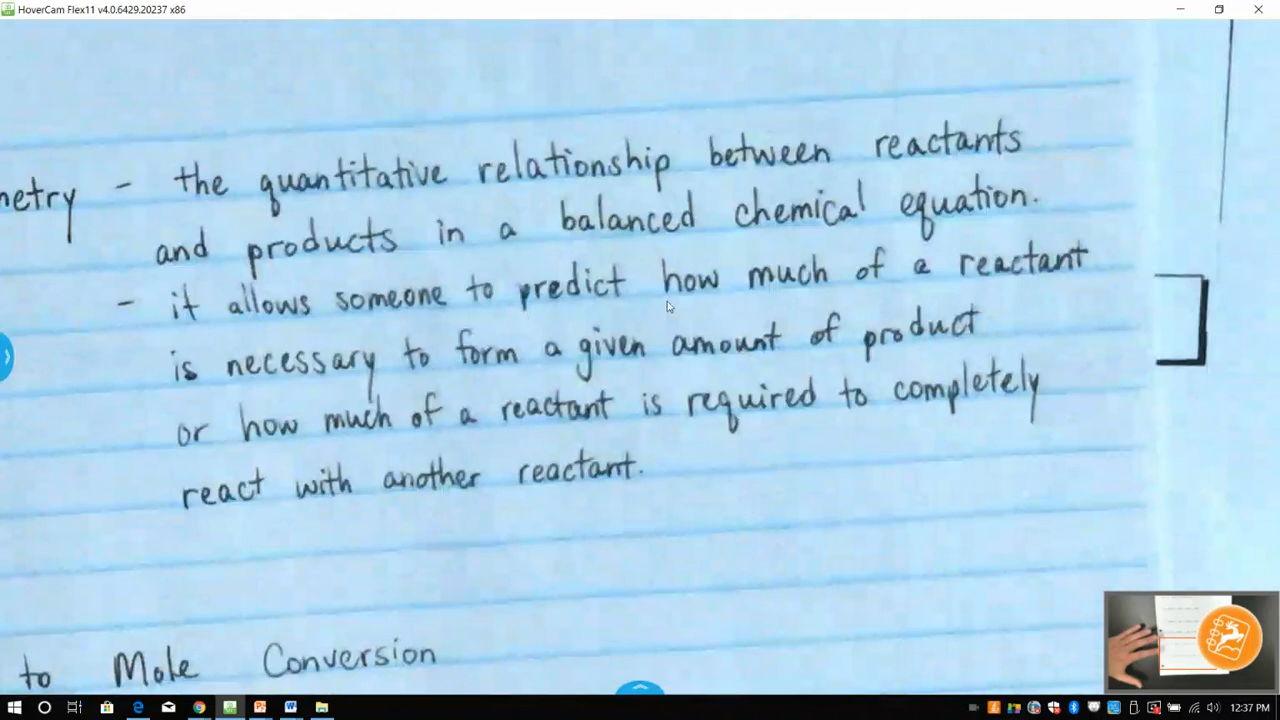 HoverCam Flex11 v4.0.6429.20237 x86
netry - the quantitative relationship between reactants
and products in a balanced chemical equation.
- it allows someone to predict how much of a reactant
is necessary to form a given amount of product
or how much of a reactant is required to completely
react with another reactant.
to Mole Conversion
12:37 PM